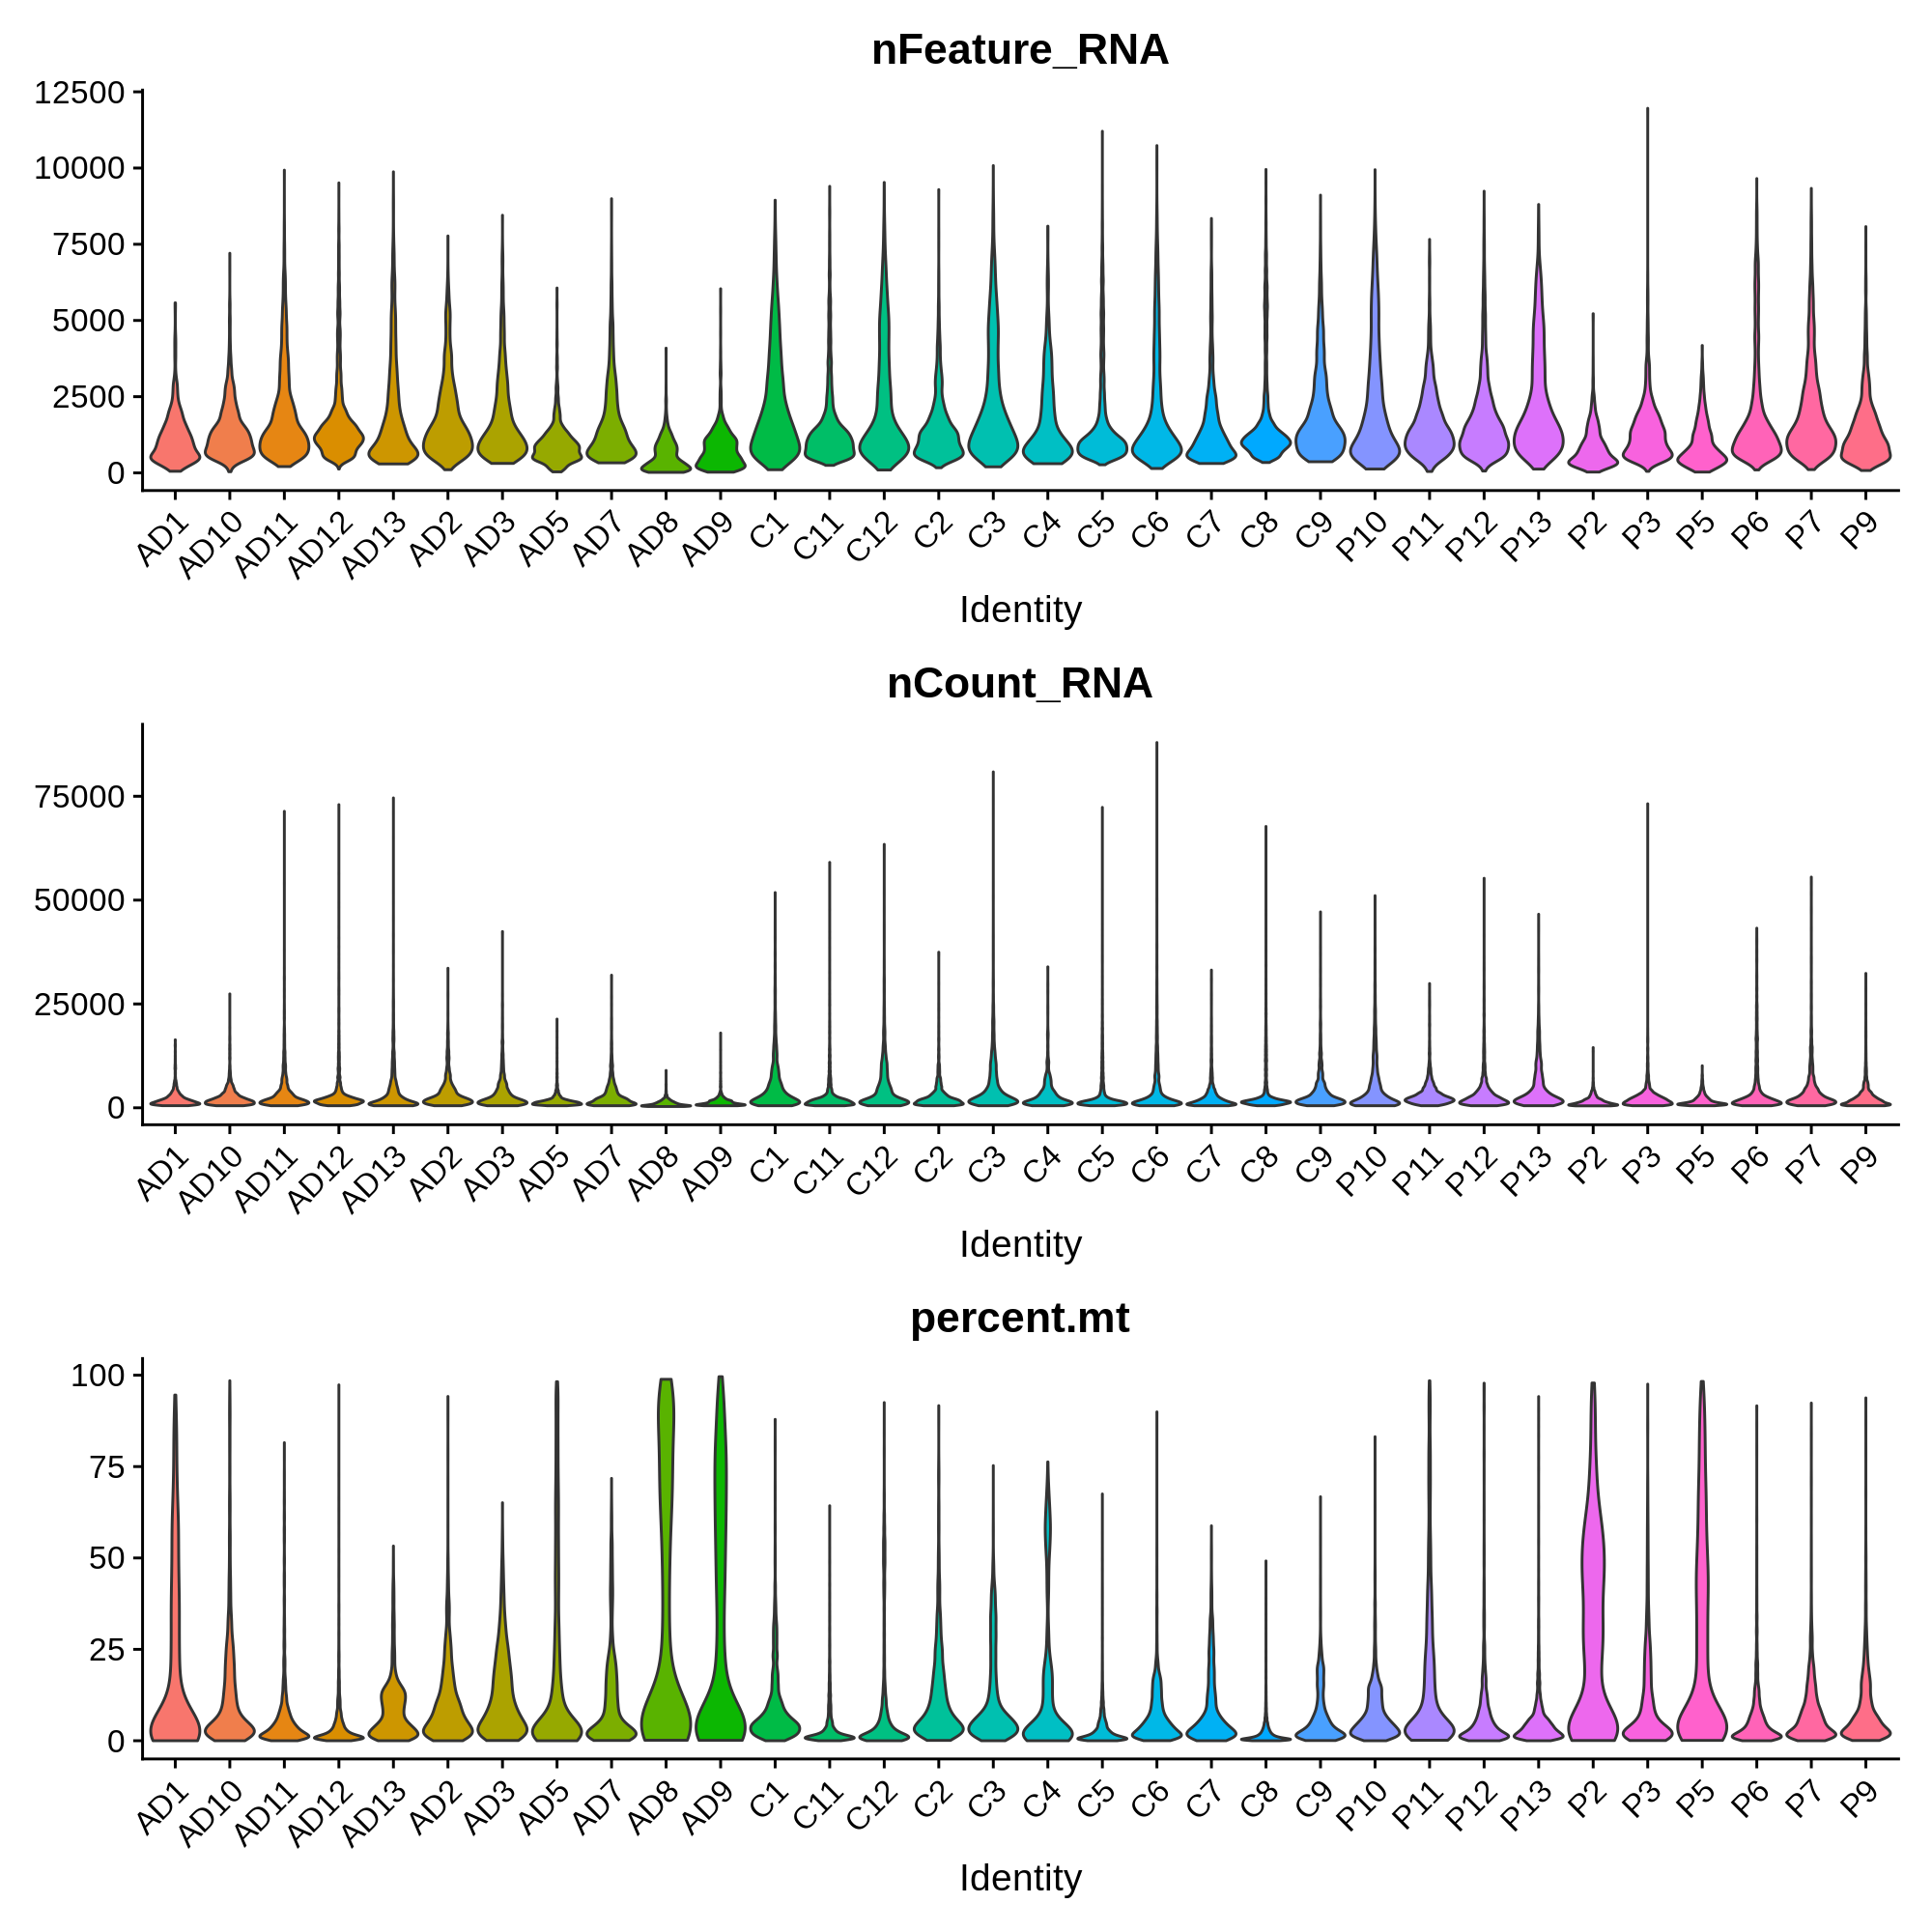 nFeature_RNA
12500
10000
7500
5000
2500
0
AD1 AD10 AD11 AD12 AD13 AD2 AD3 AD5 AD7 AD8 AD9 C1 C11 C12 C2 C3 C4 C5 C6 C7 C8 C9 P10 P11 P12 P13 P2 P3 P5 P6 P7 P9
Identity
nCount_RNA
75000
50000
25000
0
AD1 AD10 AD11 AD12 AD13 AD2 AD3 AD5 AD7 AD8 AD9 C1 C11 C12 C2 C3 C4 C5 C6 C7 C8 C9 P10 P11 P12 P13 P2 P3 P5 P6 P7 P9
Identity
percent.mt
100
75
50
25
0
AD1 AD10 AD11 AD12 AD13 AD2 AD3 AD5 AD7 AD8 AD9 C1 C11 C12 C2 C3 C4 C5 C6 C7 C8 C9 P10 P11 P12 P13 P2 P3 P5 P6 P7 P9
Identity